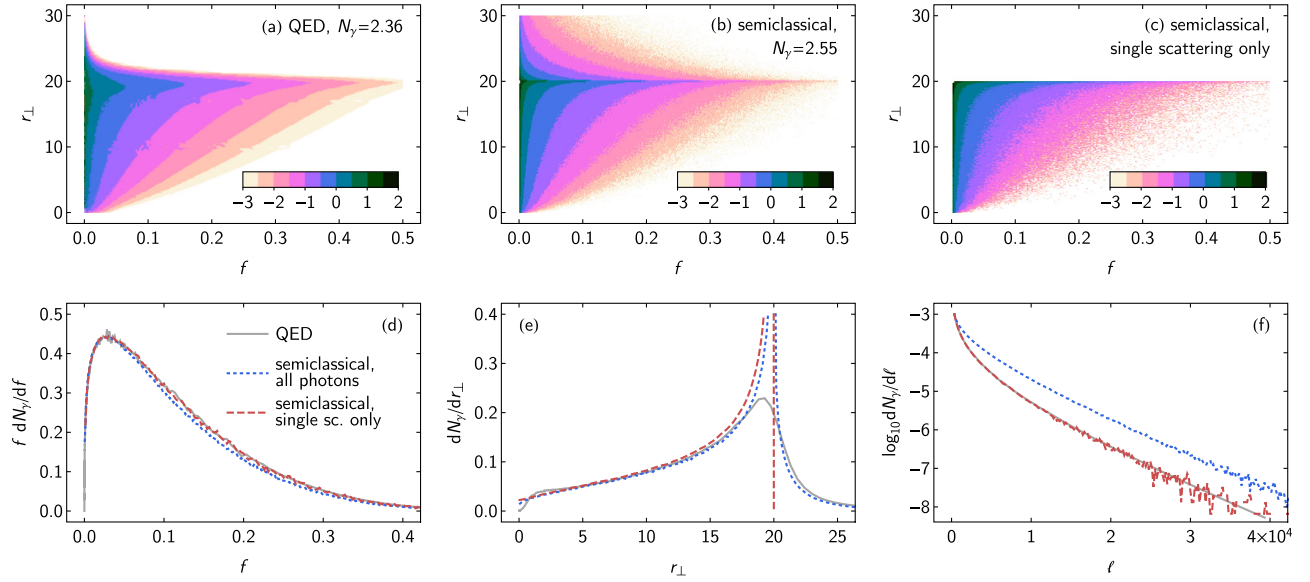 (a) QED, Nγ=2.36
30
20
10
0
r⊥
−3 −2 −1 0 1 2
0.0 0.1 0.2 0.3 0.4 0.5
f
(b) semiclassical,
Nγ=2.55
30
20
10
0
r⊥
−3 −2 −1 0 1 2
0.0 0.1 0.2 0.3 0.4 0.5
f
(c) semiclassical,
single scattering only
30
20
10
0
r⊥
−3 −2 −1 0 1 2
0.0 0.1 0.2 0.3 0.4 0.5
f
(d)
0.5
0.4
0.3
0.2
0.1
0.0
f dNγ/df
QED
semiclassical,
all photons
semiclassical,
single sc. only
0.0 0.1 0.2 0.3 0.4
f
(e)
0.4
0.3
0.2
0.1
0.0
dNγ/dr⊥
0 5 10 15 20 25
r⊥
(f)
−3
−4
−5
−6
−7
−8
log10 dNγ/dℓ
0 1 2 3 4×10⁴
ℓ